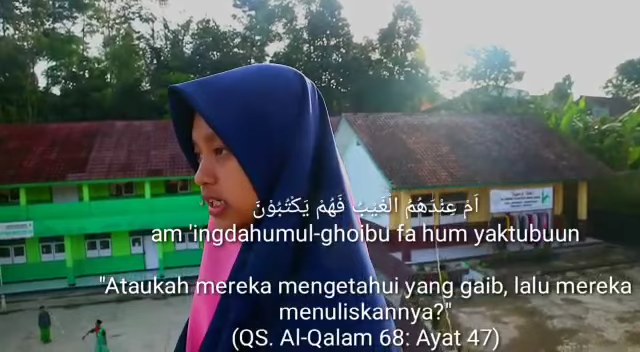 اَمْ عِنْدَهُمُ الْغَيْبُ فَهُمْ يَكْتُبُوْنَ
am 'ingdahumul-ghoibu fa hum yaktubuun
"Ataukah mereka mengetahui yang gaib, lalu mereka
menuliskannya?"
(QS. Al-Qalam 68: Ayat 47)